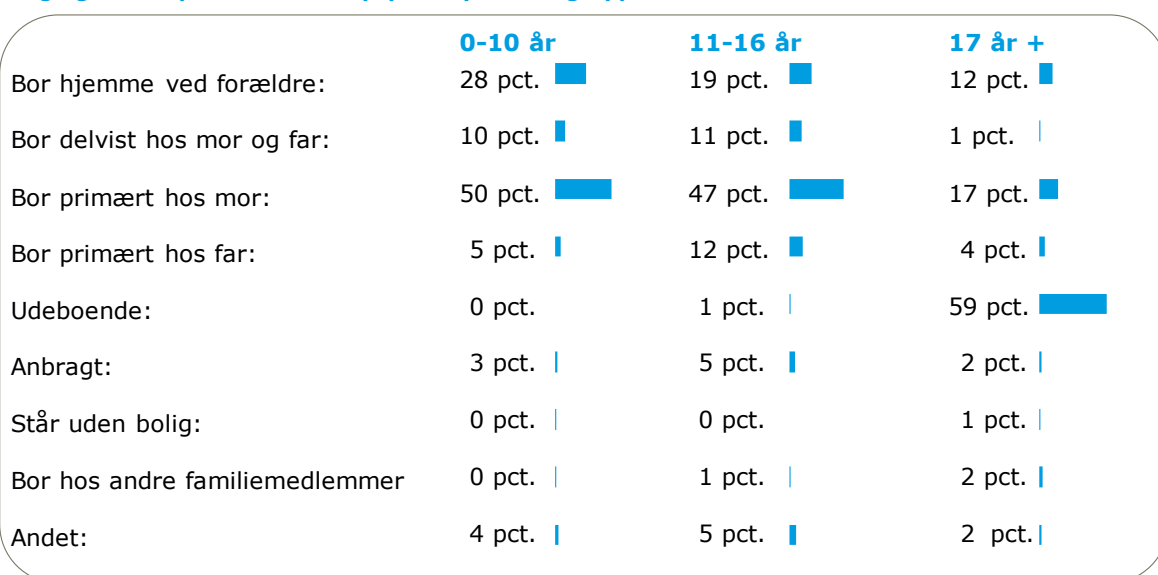 0-10 år 11-16 år 17 år +
Bor hjemme ved forældre: 28 pct. 19 pct. 12 pct.
Bor delvist hos mor og far: 10 pct. 11 pct. 1 pct.
Bor primært hos mor: 50 pct. 47 pct. 17 pct.
Bor primært hos far: 5 pct. 12 pct. 4 pct.
Udeboende: 0 pct. 1 pct. 59 pct.
Anbragt: 3 pct. 5 pct. 2 pct.
Står uden bolig: 0 pct. 0 pct. 1 pct.
Bor hos andre familiemedlemmer 0 pct. 1 pct. 2 pct.
Andet: 4 pct. 5 pct. 2 pct.